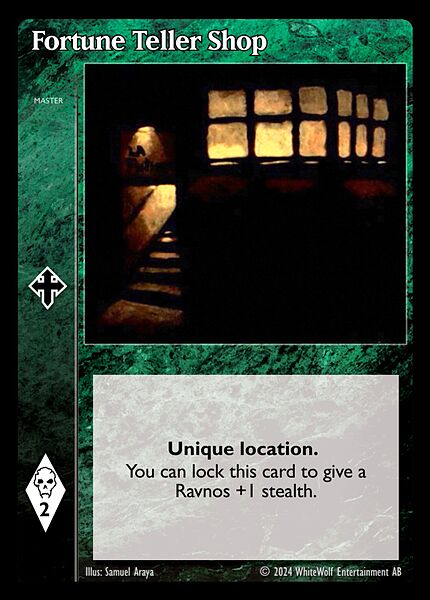 Fortune Teller Shop
MASTER
2
Unique location.
You can lock this card to give a
Ravnos +1 stealth.
Illus: Samuel Araya © 2024 WhiteWolf Entertainment AB